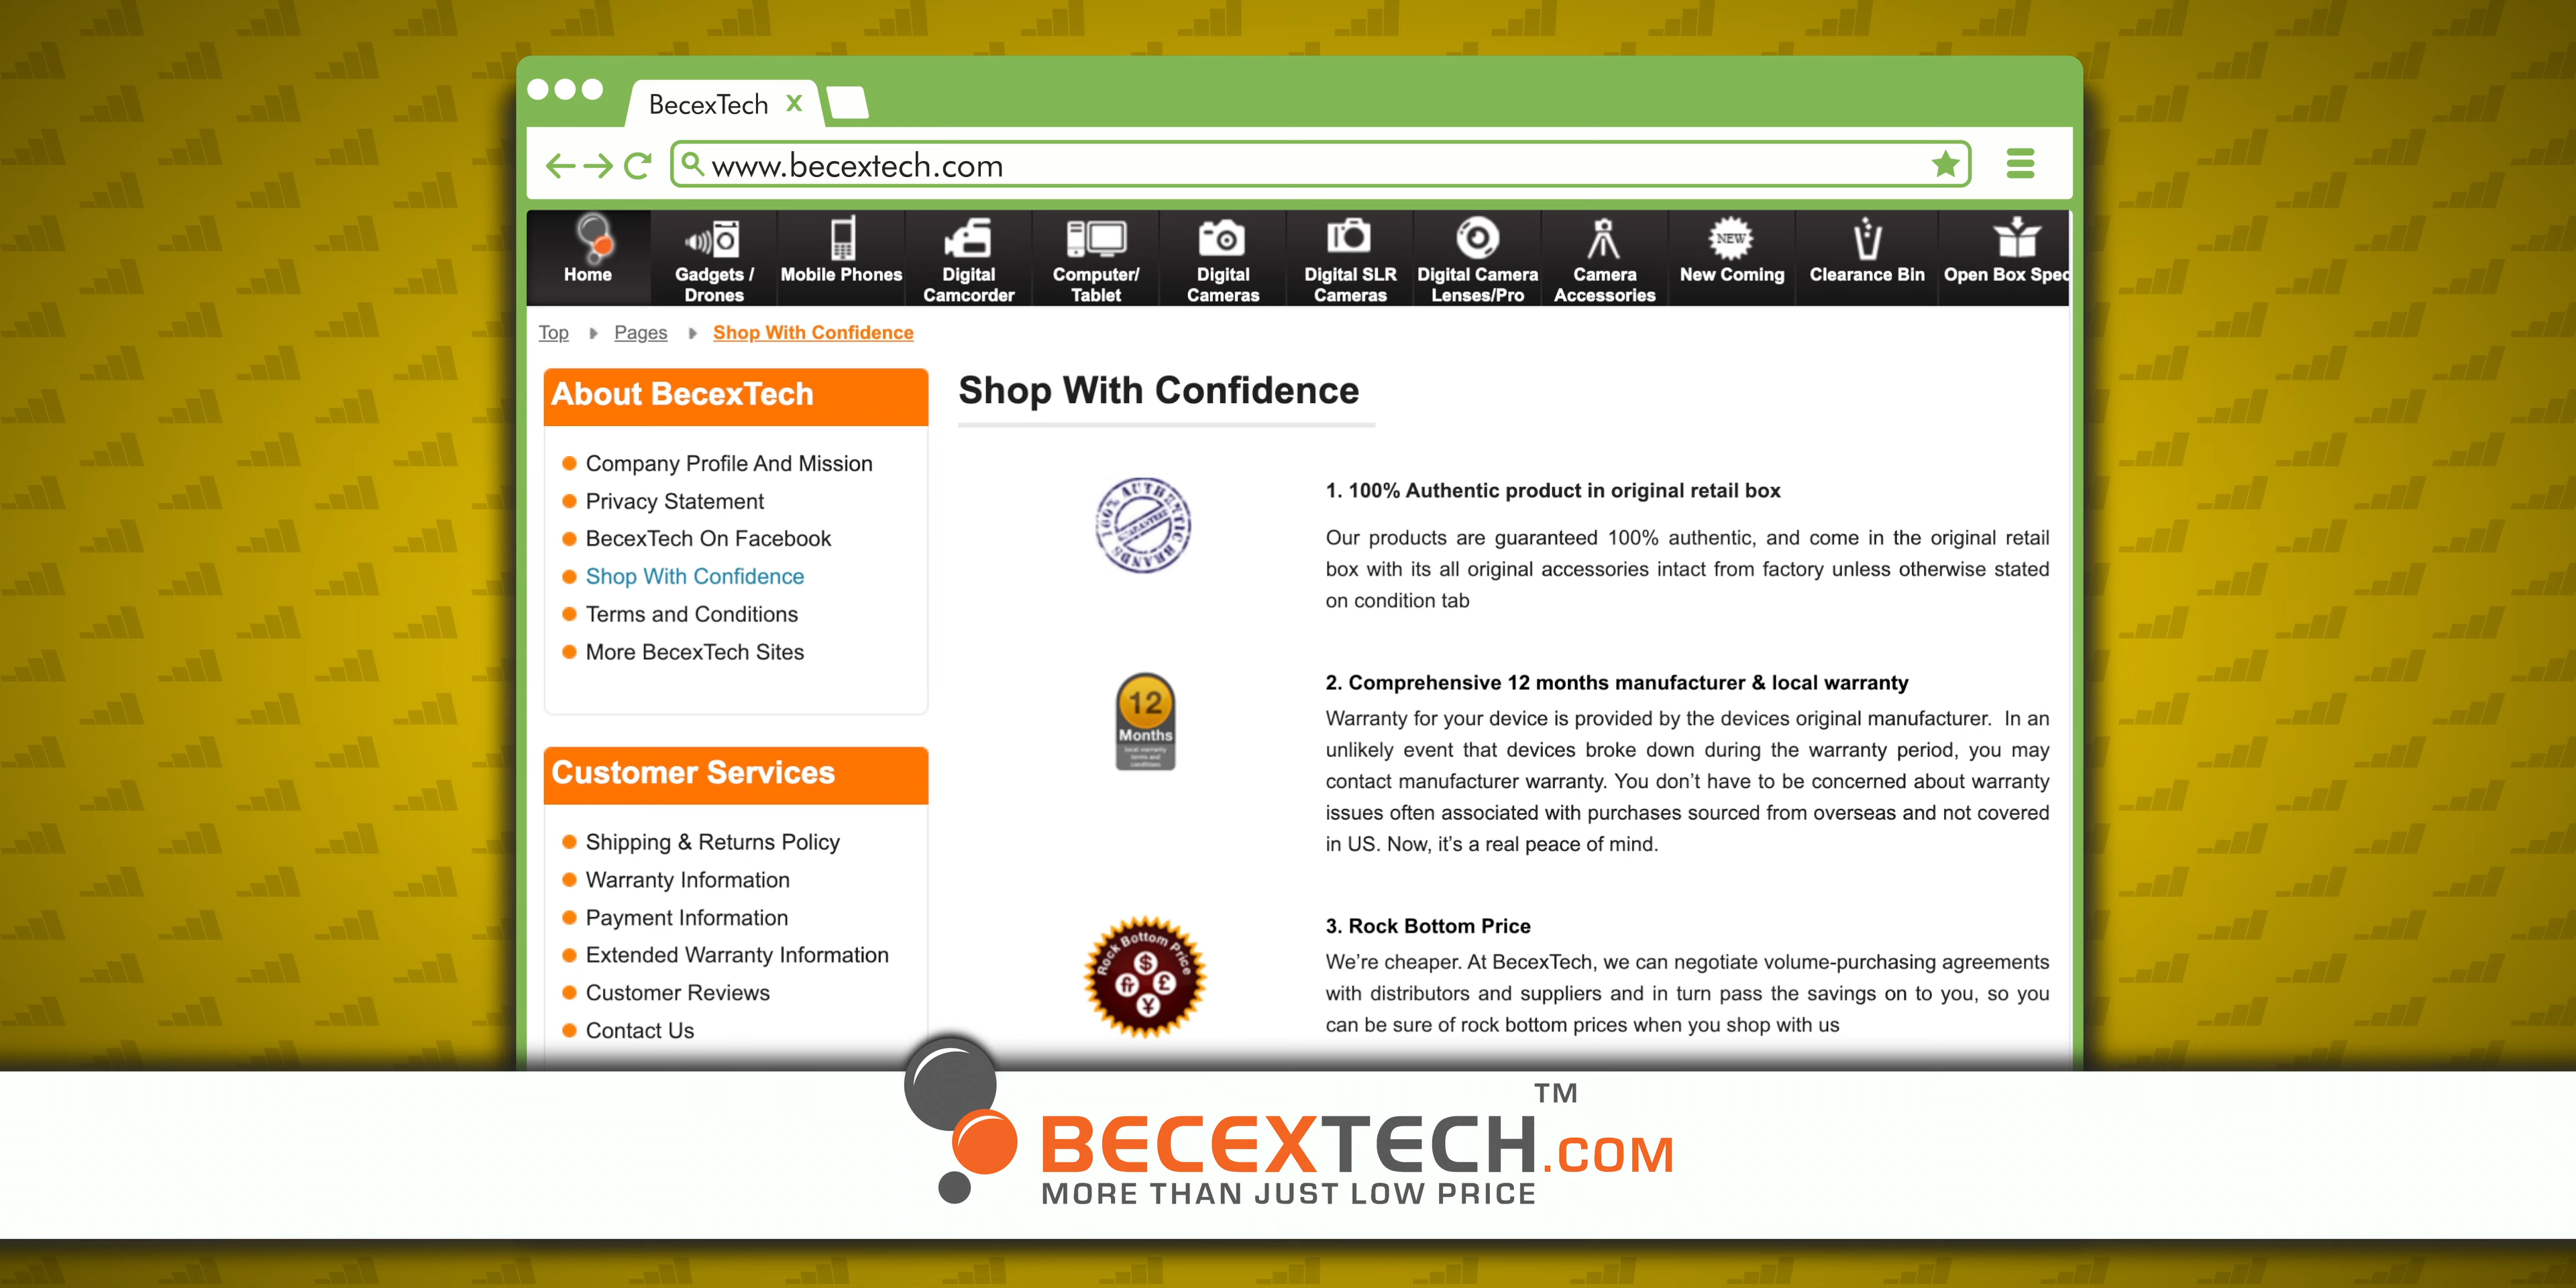 BecexTech X
www.becextech.com
Home
Gadgets /
Drones
Mobile Phones
Digital
Camcorder
Computer/
Tablet
Digital
Cameras
Digital SLR
Cameras
Digital Camera
Lenses/Pro
Camera
Accessories
NEW
New Coming
Clearance Bin
Open Box Spec
Top Pages Shop With Confidence
About BecexTech
Company Profile And Mission
Privacy Statement
BecexTech On Facebook
Shop With Confidence
Terms and Conditions
More BecexTech Sites
Customer Services
Shipping & Returns Policy
Warranty Information
Payment Information
Extended Warranty Information
Customer Reviews
Contact Us
Shop With Confidence
100% AUTHENTIC BRANDS
GUARANTEE
1. 100% Authentic product in original retail box
Our products are guaranteed 100% authentic, and come in the original retail
box with its all original accessories intact from factory unless otherwise stated
on condition tab
12
Months
local warranty
terms and
conditions
2. Comprehensive 12 months manufacturer & local warranty
Warranty for your device is provided by the devices original manufacturer. In an
unlikely event that devices broke down during the warranty period, you may
contact manufacturer warranty. You don't have to be concerned about warranty
issues often associated with purchases sourced from overseas and not covered
in US. Now, it's a real peace of mind.
Rock Bottom Price
$
fr £
¥
3. Rock Bottom Price
We're cheaper. At BecexTech, we can negotiate volume-purchasing agreements
with distributors and suppliers and in turn pass the savings on to you, so you
can be sure of rock bottom prices when you shop with us
BECEXTECH.COM TM
MORE THAN JUST LOW PRICE